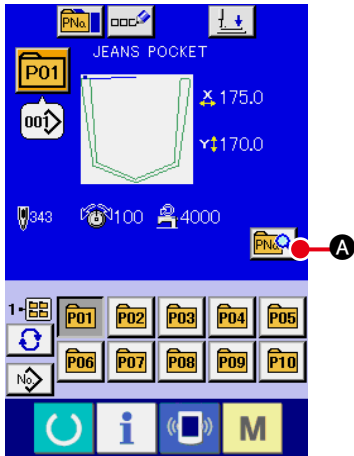 PNo.
JEANS POCKET
P01
001
X 175.0
Y 170.0
343 100 4000
PNo. A
1-
P01 P02 P03 P04 P05
No.
P06 P07 P08 P09 P10
i M